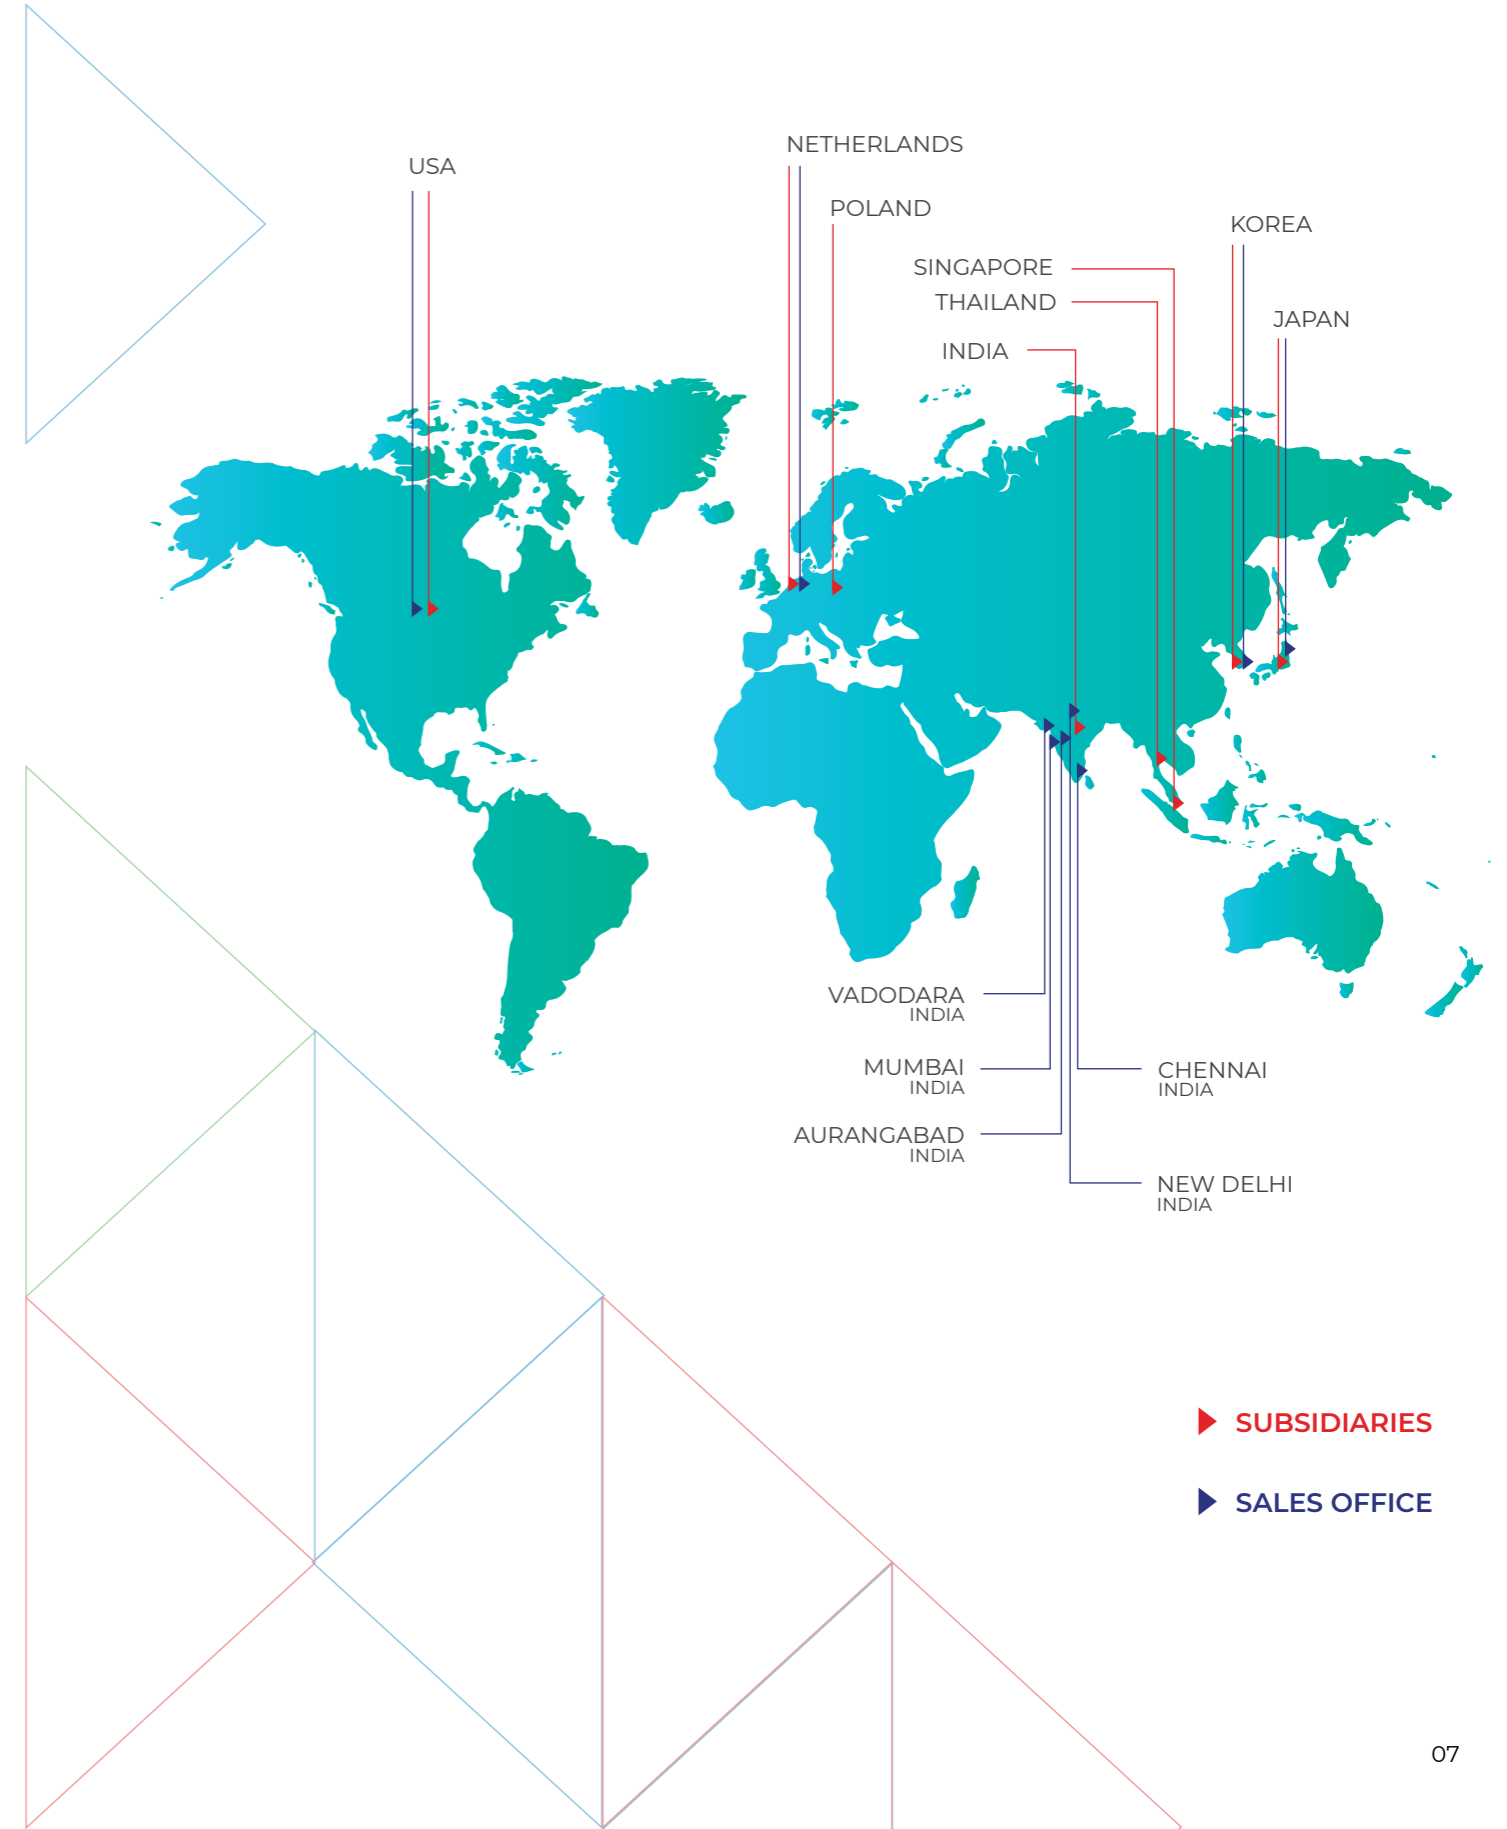 NETHERLANDS
USA
POLAND
KOREA
SINGAPORE
THAILAND
JAPAN
INDIA
VADODARA
INDIA
MUMBAI
INDIA
CHENNAI
INDIA
AURANGABAD
INDIA
NEW DELHI
INDIA
SUBSIDIARIES
SALES OFFICE
07